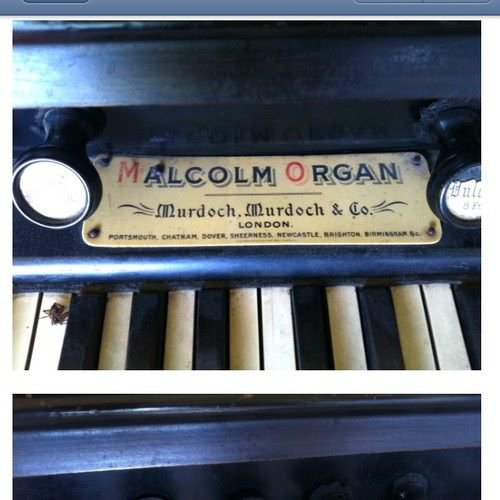 MALCOLM ORGAN
Murdoch, Murdoch & Co.
LONDON.
PORTSMOUTH, CHATHAM, DOVER, SHEERNESS, NEWCASTLE, BRIGHTON, BIRMINGHAM, &c.